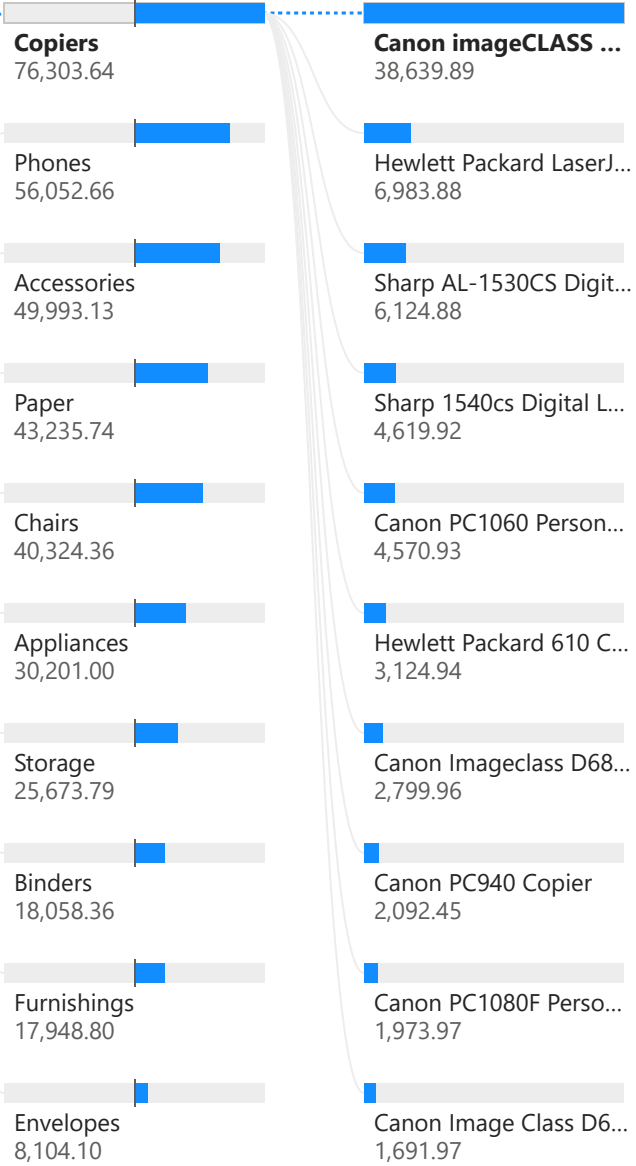 Copiers
76,303.64
Phones
56,052.66
Accessories
49,993.13
Paper
43,235.74
Chairs
40,324.36
Appliances
30,201.00
Storage
25,673.79
Binders
18,058.36
Furnishings
17,948.80
Envelopes
8,104.10
Canon imageCLASS ...
38,639.89
Hewlett Packard LaserJ...
6,983.88
Sharp AL-1530CS Digit...
6,124.88
Sharp 1540cs Digital L...
4,619.92
Canon PC1060 Person...
4,570.93
Hewlett Packard 610 C...
3,124.94
Canon Imageclass D68...
2,799.96
Canon PC940 Copier
2,092.45
Canon PC1080F Perso...
1,973.97
Canon Image Class D6...
1,691.97